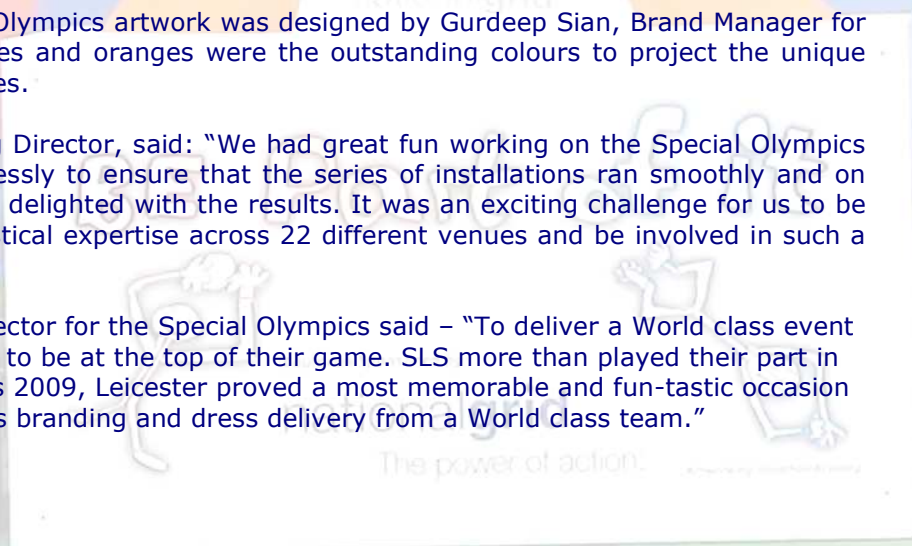 Olympics artwork was designed by Gurdeep Sian, Brand Manager for
es and oranges were the outstanding colours to project the unique
es.
Director, said: “We had great fun working on the Special Olympics
essly to ensure that the series of installations ran smoothly and on
delighted with the results. It was an exciting challenge for us to be
stical expertise across 22 different venues and be involved in such a
ector for the Special Olympics said – “To deliver a World class event
to be at the top of their game. SLS more than played their part in
s 2009, Leicester proved a most memorable and fun-tastic occasion
s branding and dress delivery from a World class team.”
BE Part of it
nationalgrid
The power of action.